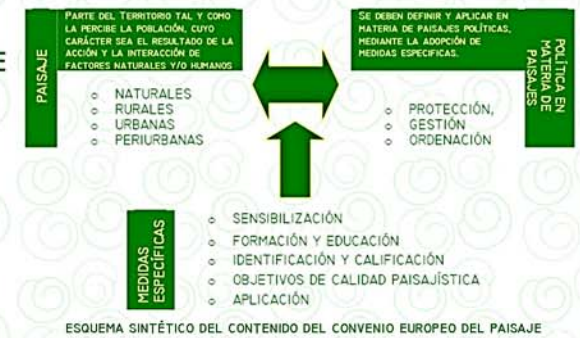 PAISAJE
PARTE DEL TERRITORIO TAL Y COMO
LA PERCIBE LA POBLACIÓN, CUYO
CARÁCTER SEA EL RESULTADO DE LA
ACCIÓN Y LA INTERACCIÓN DE
FACTORES NATURALES Y/O HUMANOS
○ NATURALES
○ RURALES
○ URBANAS
○ PERIURBANAS
SE DEBEN DEFINIR Y APLICAR EN
MATERIA DE PAISAJES POLÍTICAS,
MEDIANTE LA ADOPCIÓN DE
MEDIDAS ESPECIFICAS.
POLÍTICA EN
MATERIA DE
PAISAJES
○ PROTECCIÓN,
○ GESTIÓN
○ ORDENACIÓN
MEDIDAS
ESPECÍFICAS
○ SENSIBILIZACIÓN
○ FORMACIÓN Y EDUCACIÓN
○ IDENTIFICACIÓN Y CALIFICACIÓN
○ OBJETIVOS DE CALIDAD PAISAJÍSTICA
○ APLICACIÓN
ESQUEMA SINTÉTICO DEL CONTENIDO DEL CONVENIO EUROPEO DEL PAISAJE